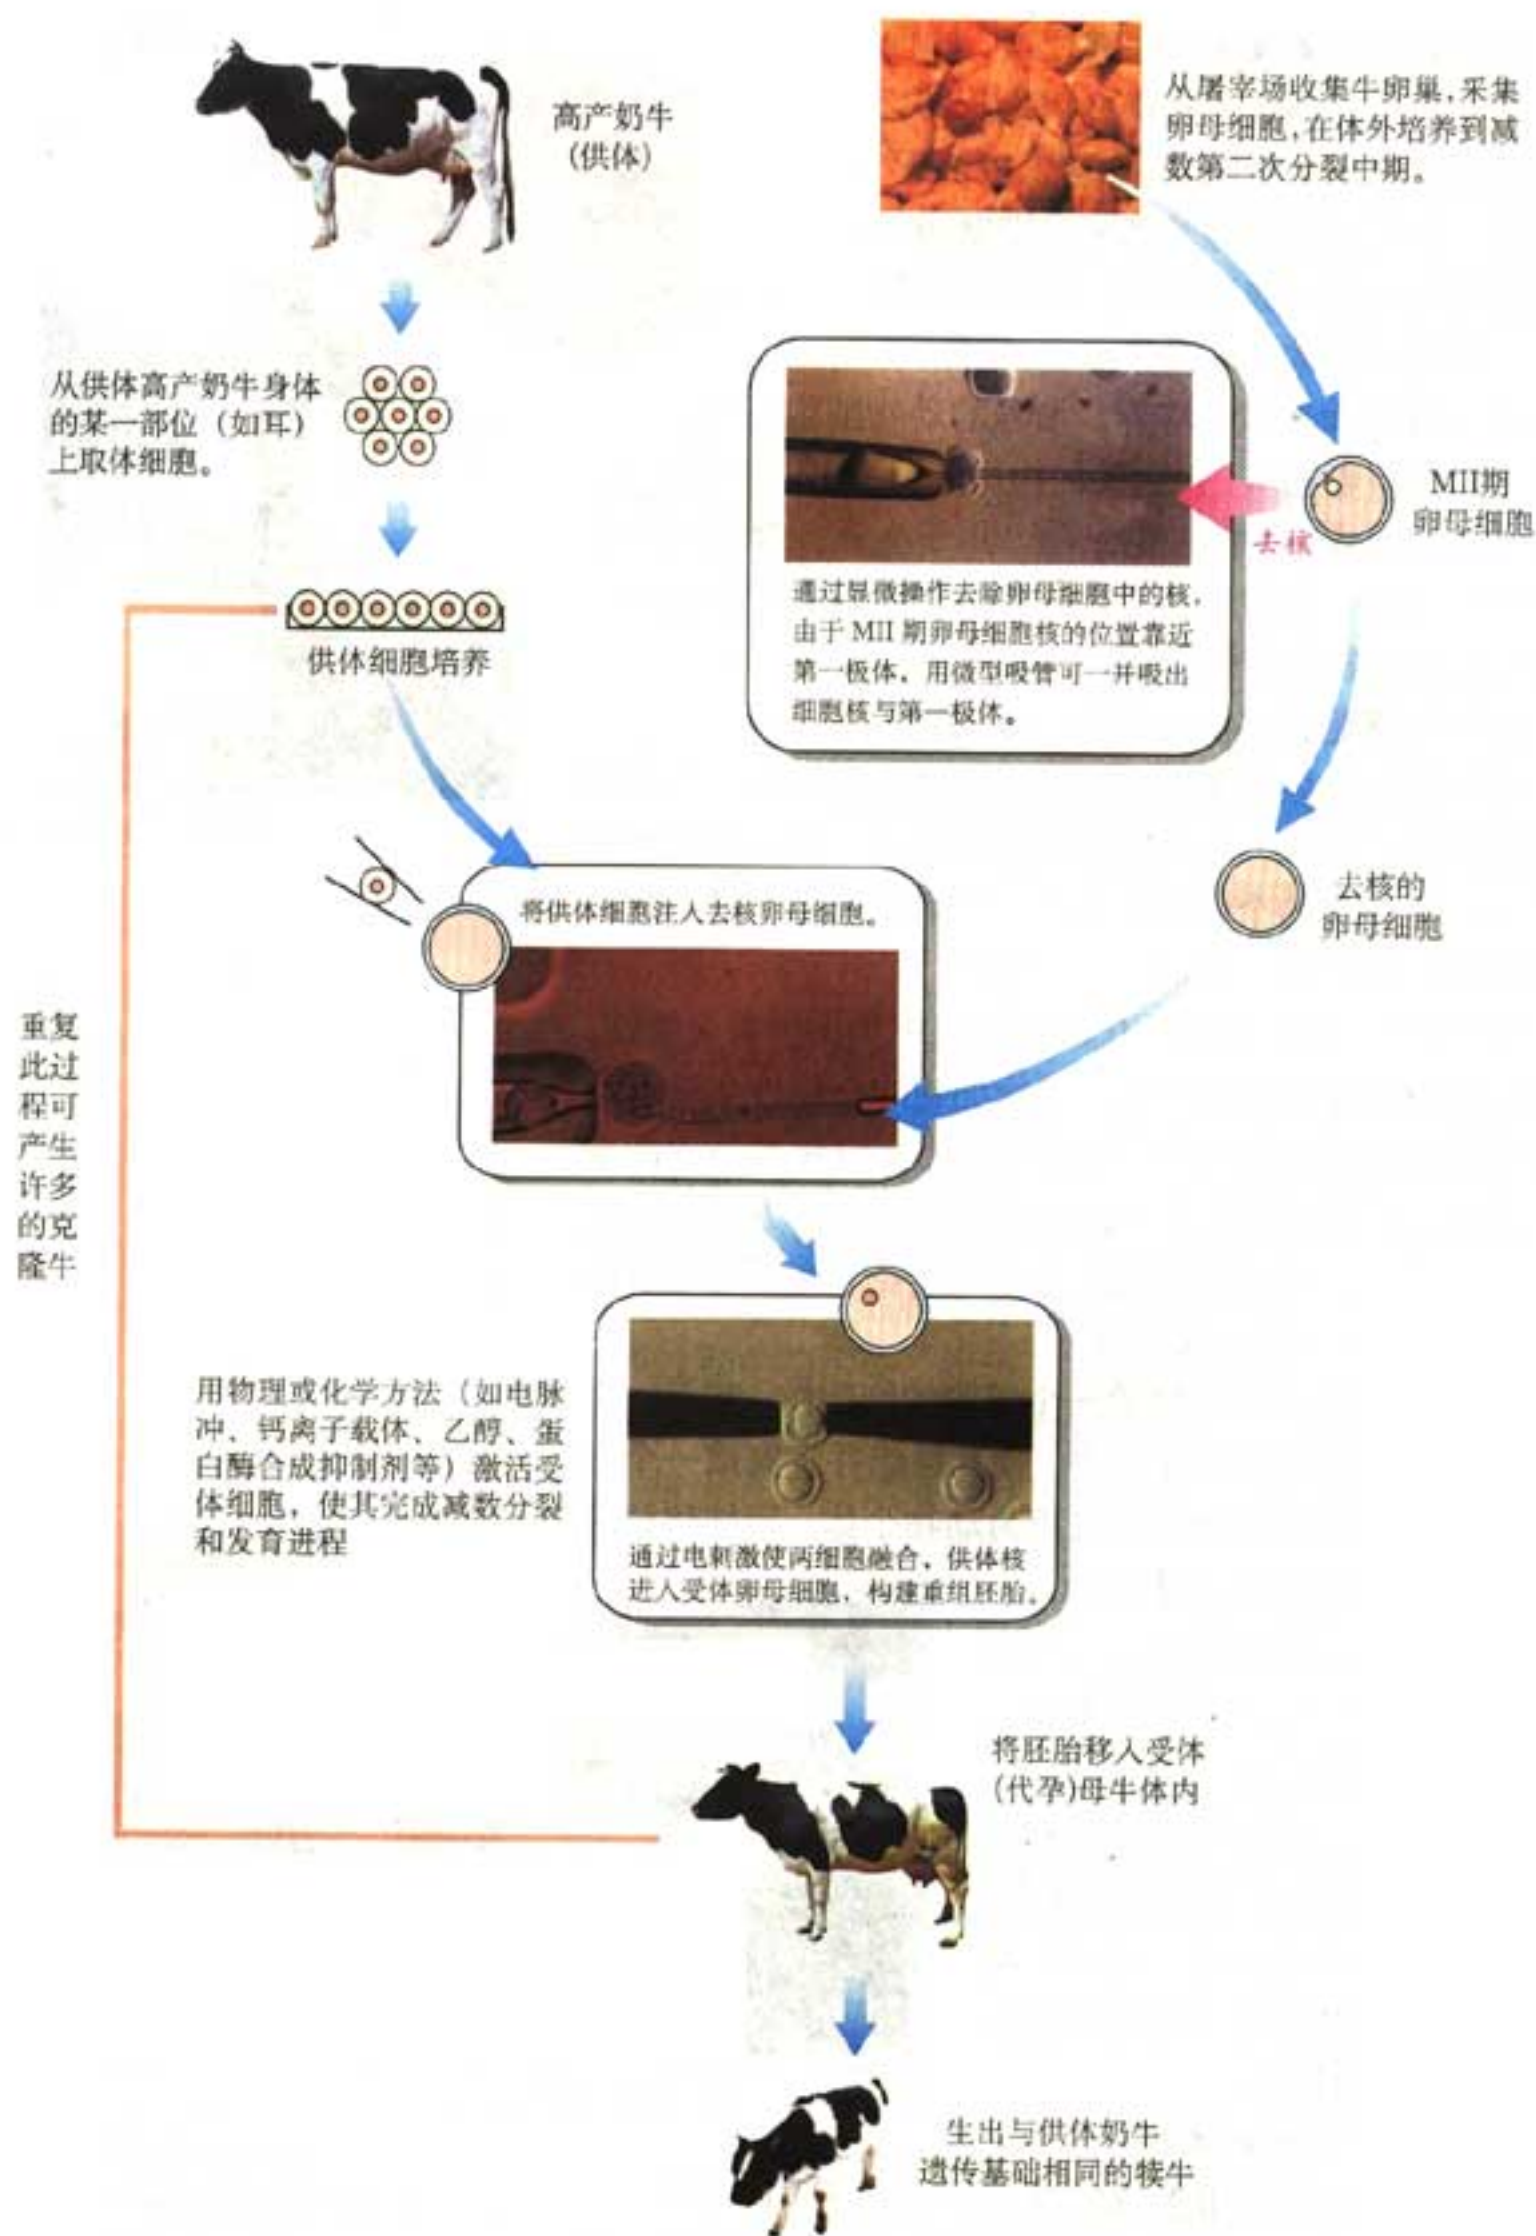 高产奶牛
(供体)
从屠宰场收集牛卵巢,采集
卵母细胞,在体外培养到减
数第二次分裂中期。
从供体高产奶牛身体
的某一部位（如耳）
上取体细胞。
MII期
卵母细胞
去核
通过显微操作去除卵母细胞中的核，
由于 MII 期卵母细胞核的位置靠近
第一极体，用微型吸管可一并吸出
细胞核与第一极体。
供体细胞培养
去核的
卵母细胞
将供体细胞注入去核卵母细胞。
重复
此过
程可
产生
许多
的克
隆牛
用物理或化学方法（如电脉
冲、钙离子载体、乙醇、蛋
白酶合成抑制剂等）激活受
体细胞，使其完成减数分裂
和发育进程
通过电刺激使两细胞融合，供体核
进入受体卵母细胞，构建重组胚胎。
将胚胎移入受体
(代孕)母牛体内
生出与供体奶牛
遗传基础相同的犊牛